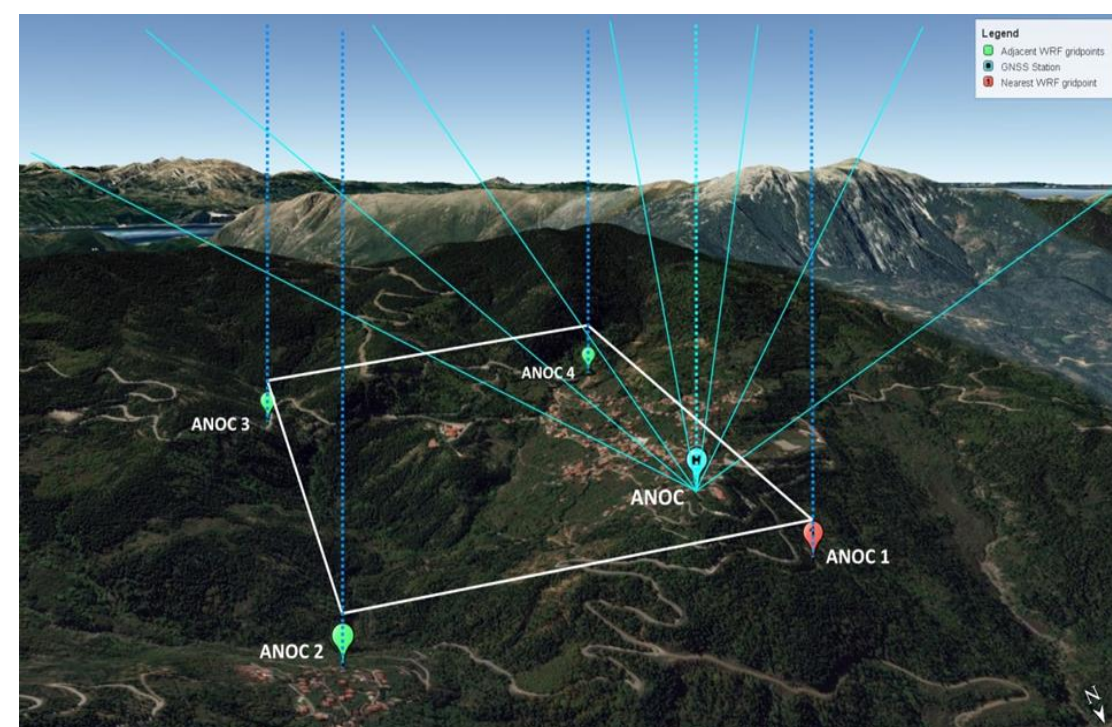 Legend
Adjacent WRF gridpoints
GNSS Station
Nearest WRF gridpoint
ANOC 4
ANOC 3
ANOC
ANOC 1
ANOC 2
N